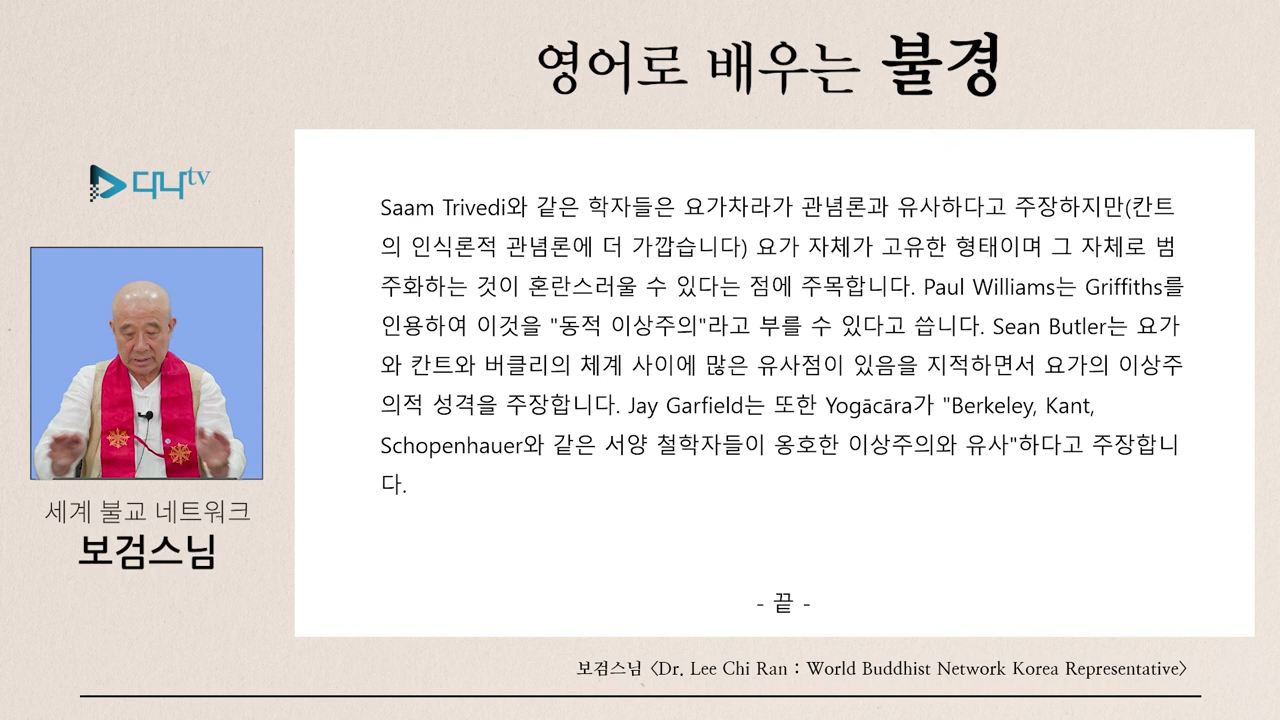 영어로 배우는 불경
다나tv
Saam Trivedi와 같은 학자들은 요가차라가 관념론과 유사하다고 주장하지만(칸트
의 인식론적 관념론에 더 가깝습니다) 요가 자체가 고유한 형태이며 그 자체로 범
주화하는 것이 혼란스러울 수 있다는 점에 주목합니다. Paul Williams는 Griffiths를
인용하여 이것을 "동적 이상주의"라고 부를 수 있다고 씁니다. Sean Butler는 요가
와 칸트와 버클리의 체계 사이에 많은 유사점이 있음을 지적하면서 요가의 이상주
의적 성격을 주장합니다. Jay Garfield는 또한 Yogācāra가 "Berkeley, Kant,
Schopenhauer와 같은 서양 철학자들이 옹호한 이상주의와 유사"하다고 주장합니
다.
- 끝 -
세계 불교 네트워크
보검스님
보검스님 <Dr. Lee Chi Ran : World Buddhist Network Korea Representative>